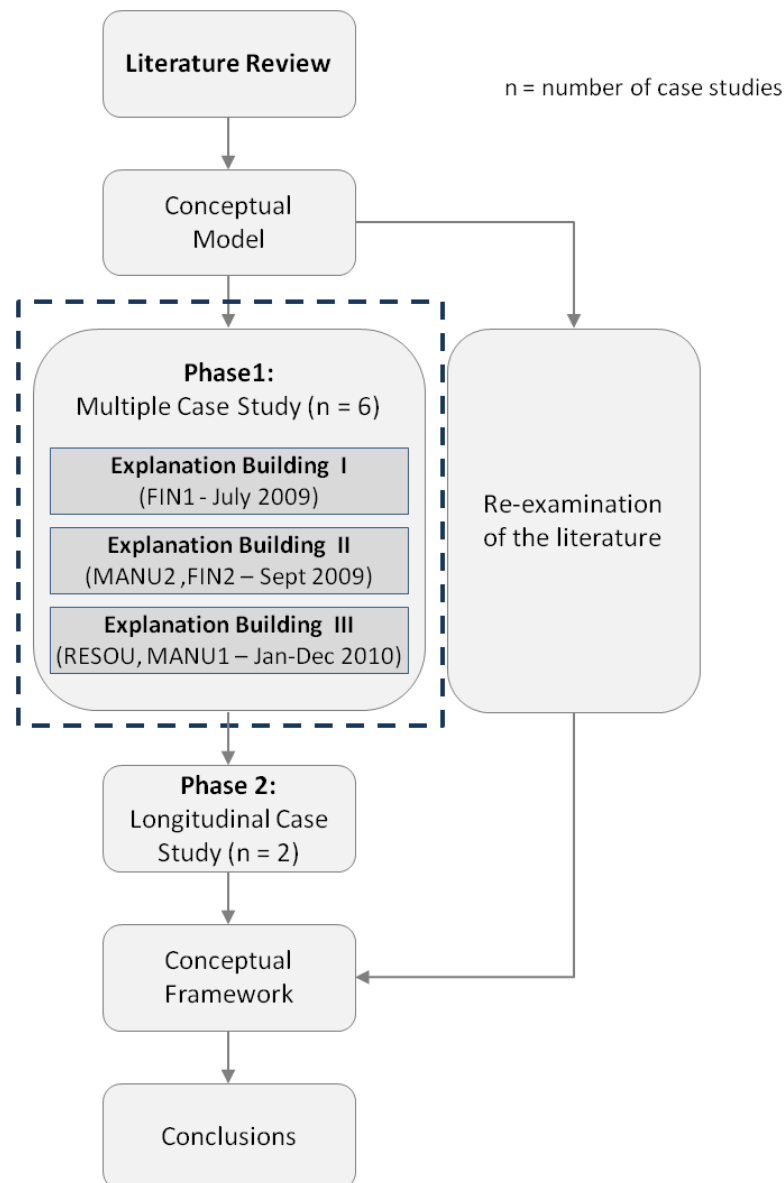 Literature Review
n = number of case studies
Conceptual
Model
Phase1:
Multiple Case Study (n = 6)
Explanation Building  I
(FIN1 - July 2009)
Explanation Building  II
(MANU2 ,FIN2 – Sept 2009)
Explanation Building  III
(RESOU, MANU1 – Jan-Dec 2010)
Re-examination
of the literature
Phase 2:
Longitudinal Case
Study (n = 2)
Conceptual
Framework
Conclusions